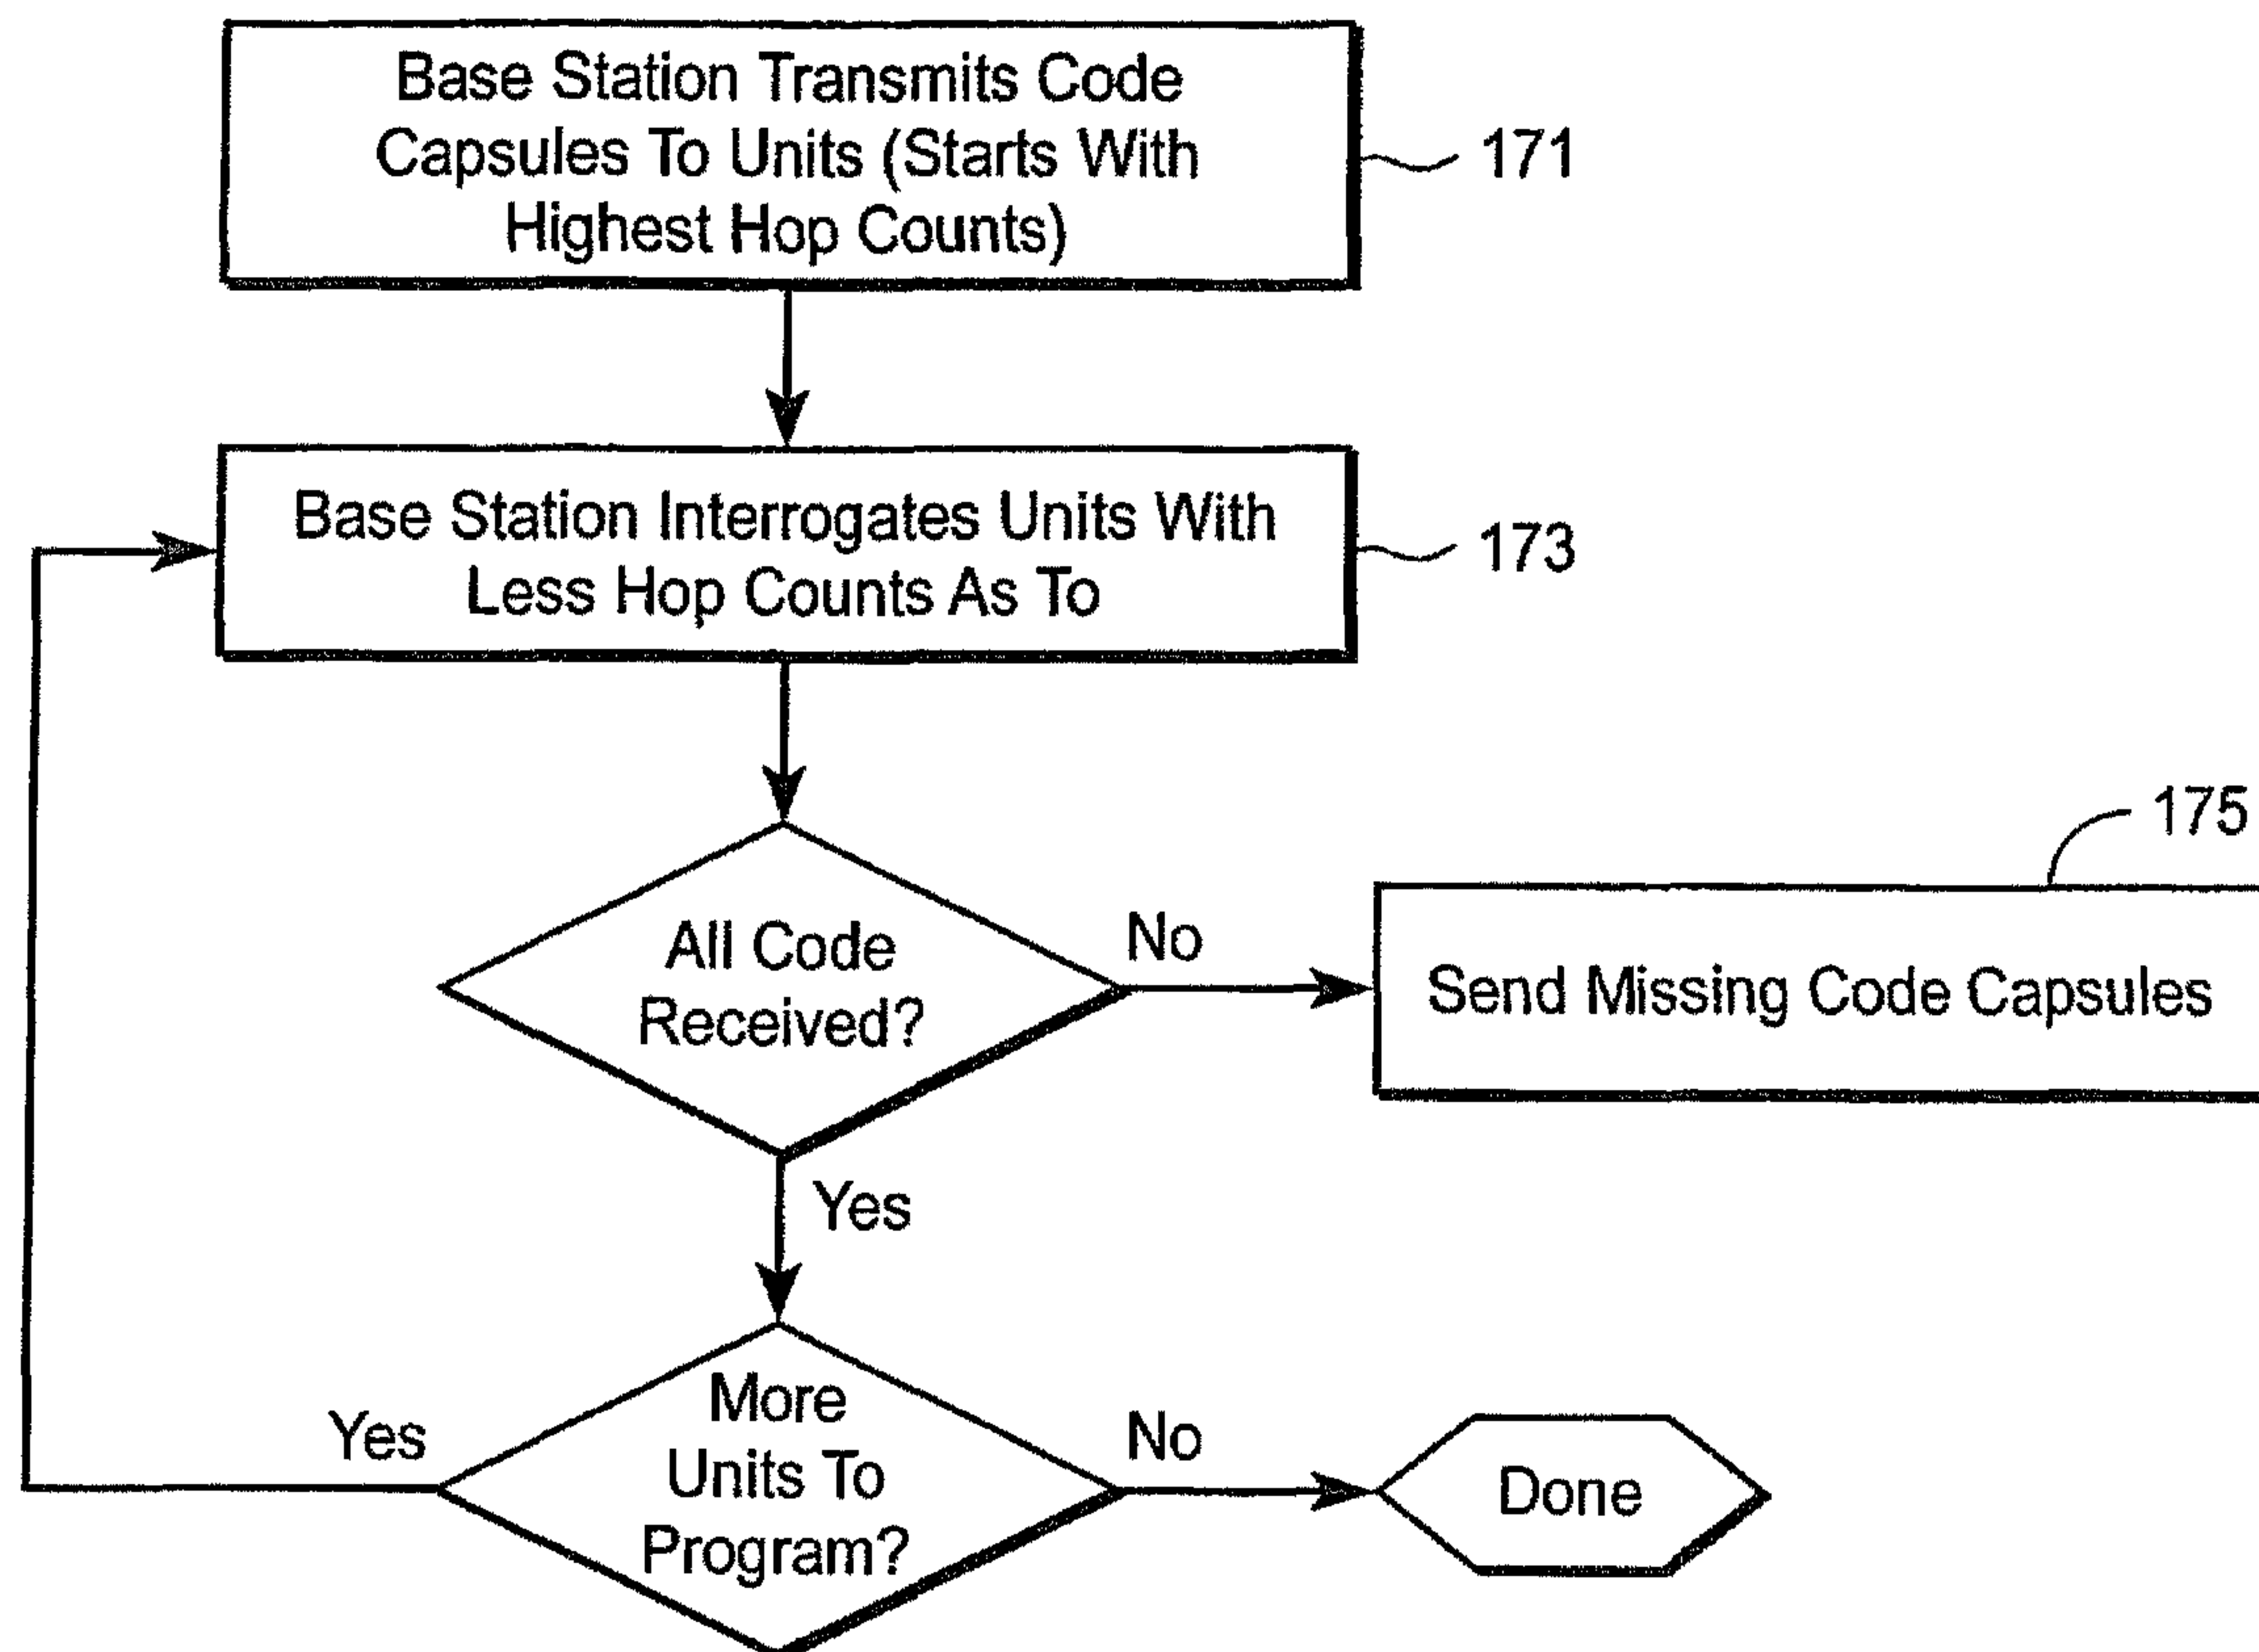 Base Station Transmits Code
Capsules To Units (Starts With
Highest Hop Counts)
171
Base Station Interrogates Units With
Less Hop Counts As To
173
175
All Code
Received?
No
Send Missing Code Capsules
Yes
More
Units To
Program?
Yes
No
Done